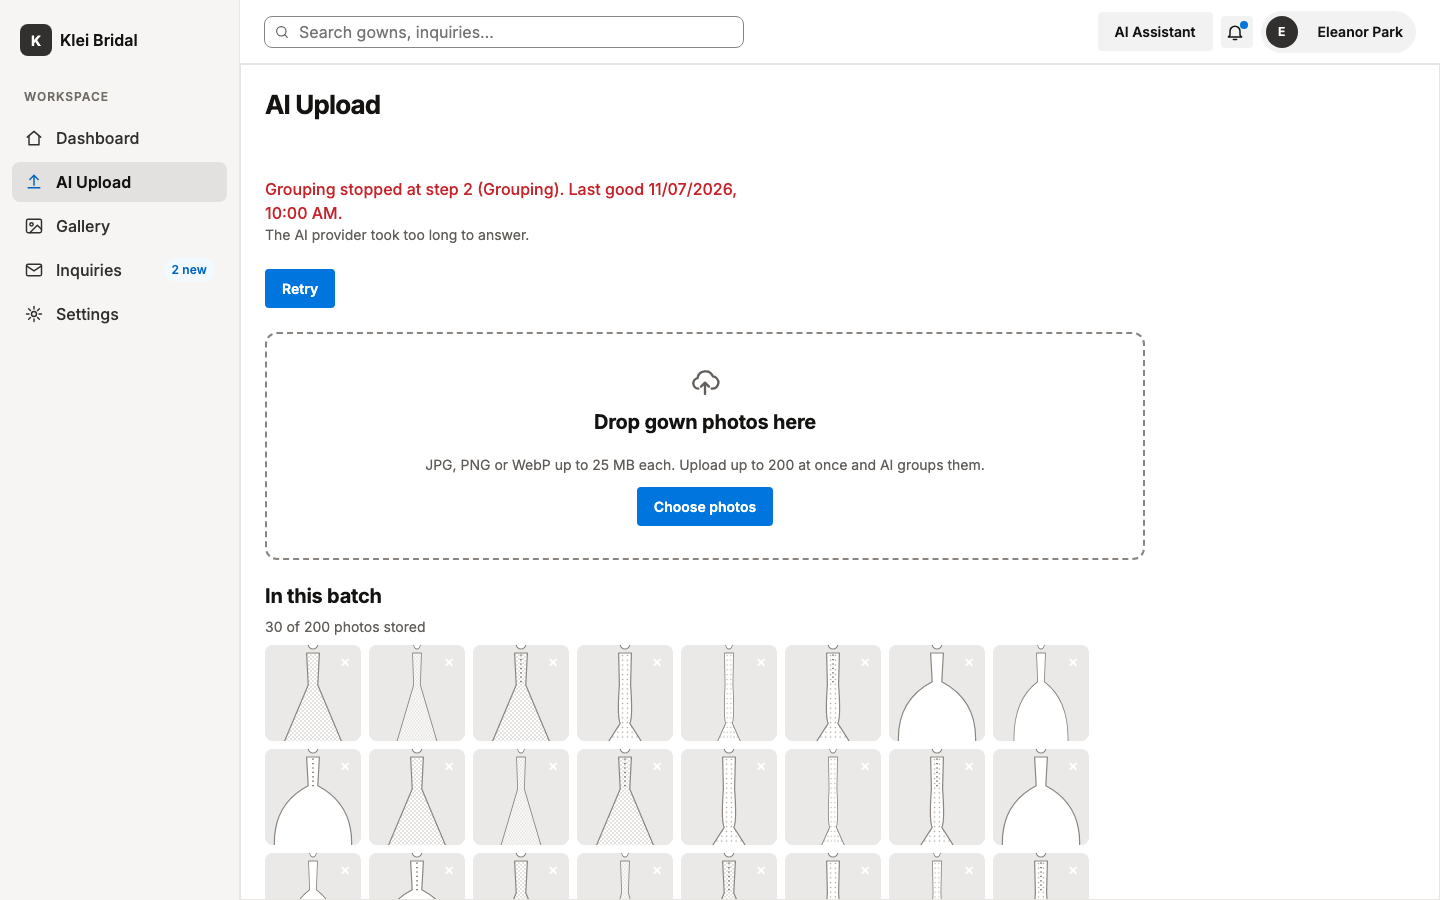 K
Klei Bridal
Search gowns, inquiries...
AI Assistant
E
Eleanor Park
WORKSPACE
Dashboard
AI Upload
Gallery
Inquiries
2 new
Settings
AI Upload
Grouping stopped at step 2 (Grouping). Last good 11/07/2026,
10:00 AM.
The AI provider took too long to answer.
Retry
Drop gown photos here
JPG, PNG or WebP up to 25 MB each. Upload up to 200 at once and AI groups them.
Choose photos
In this batch
30 of 200 photos stored